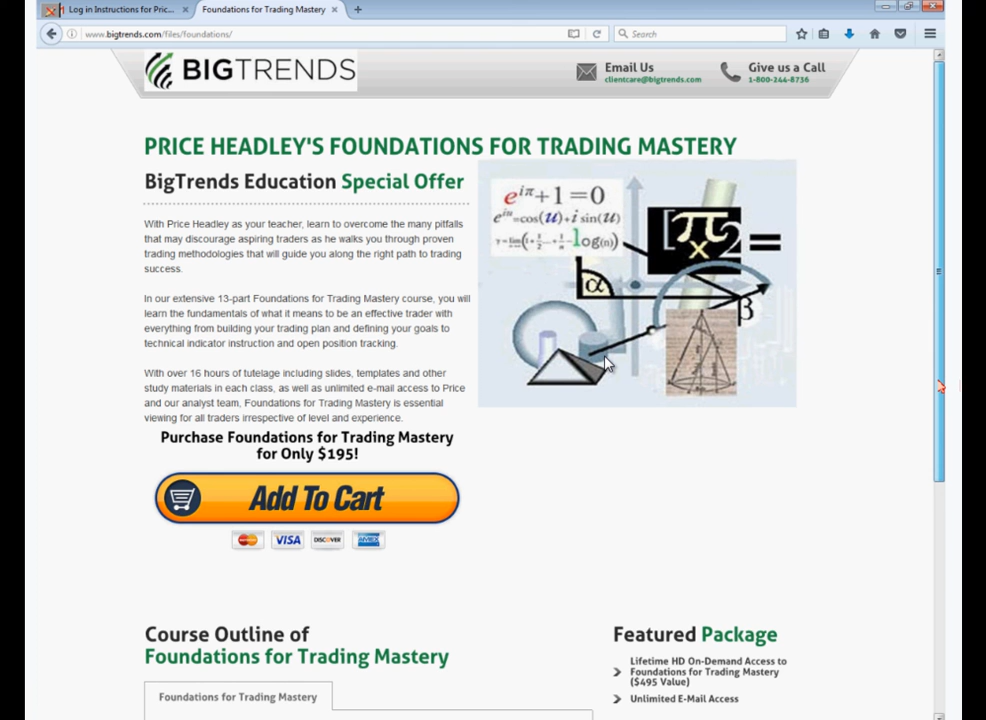 Log in Instructions for Pric...
Foundations for Trading Mastery
www.bigtrends.com/files/foundations/
Search
BIGTRENDS
Email Us
clientcare@bigtrends.com
Give us a Call
1-800-244-8736
PRICE HEADLEY'S FOUNDATIONS FOR TRADING MASTERY
BigTrends Education Special Offer
With Price Headley as your teacher, learn to overcome the many pitfalls
that may discourage aspiring traders as he walks you through proven
trading methodologies that will guide you along the right path to trading
success.
In our extensive 13-part Foundations for Trading Mastery course, you will
learn the fundamentals of what it means to be an effective trader with
everything from building your trading plan and defining your goals to
technical indicator instruction and open position tracking.
With over 16 hours of tutelage including slides, templates and other
study materials in each class, as well as unlimited e-mail access to Price
and our analyst team, Foundations for Trading Mastery is essential
viewing for all traders irrespective of level and experience.
e^iπ+1=0
e^iu=cos(u)+i sin(u)
log(n)
π
x
2
=
α
β
Purchase Foundations for Trading Mastery
for Only $195!
Add To Cart
VISA
DISCOVER
AMEX
Course Outline of
Foundations for Trading Mastery
Foundations for Trading Mastery
Featured Package
Lifetime HD On-Demand Access to
Foundations for Trading Mastery
($495 Value)
Unlimited E-Mail Access